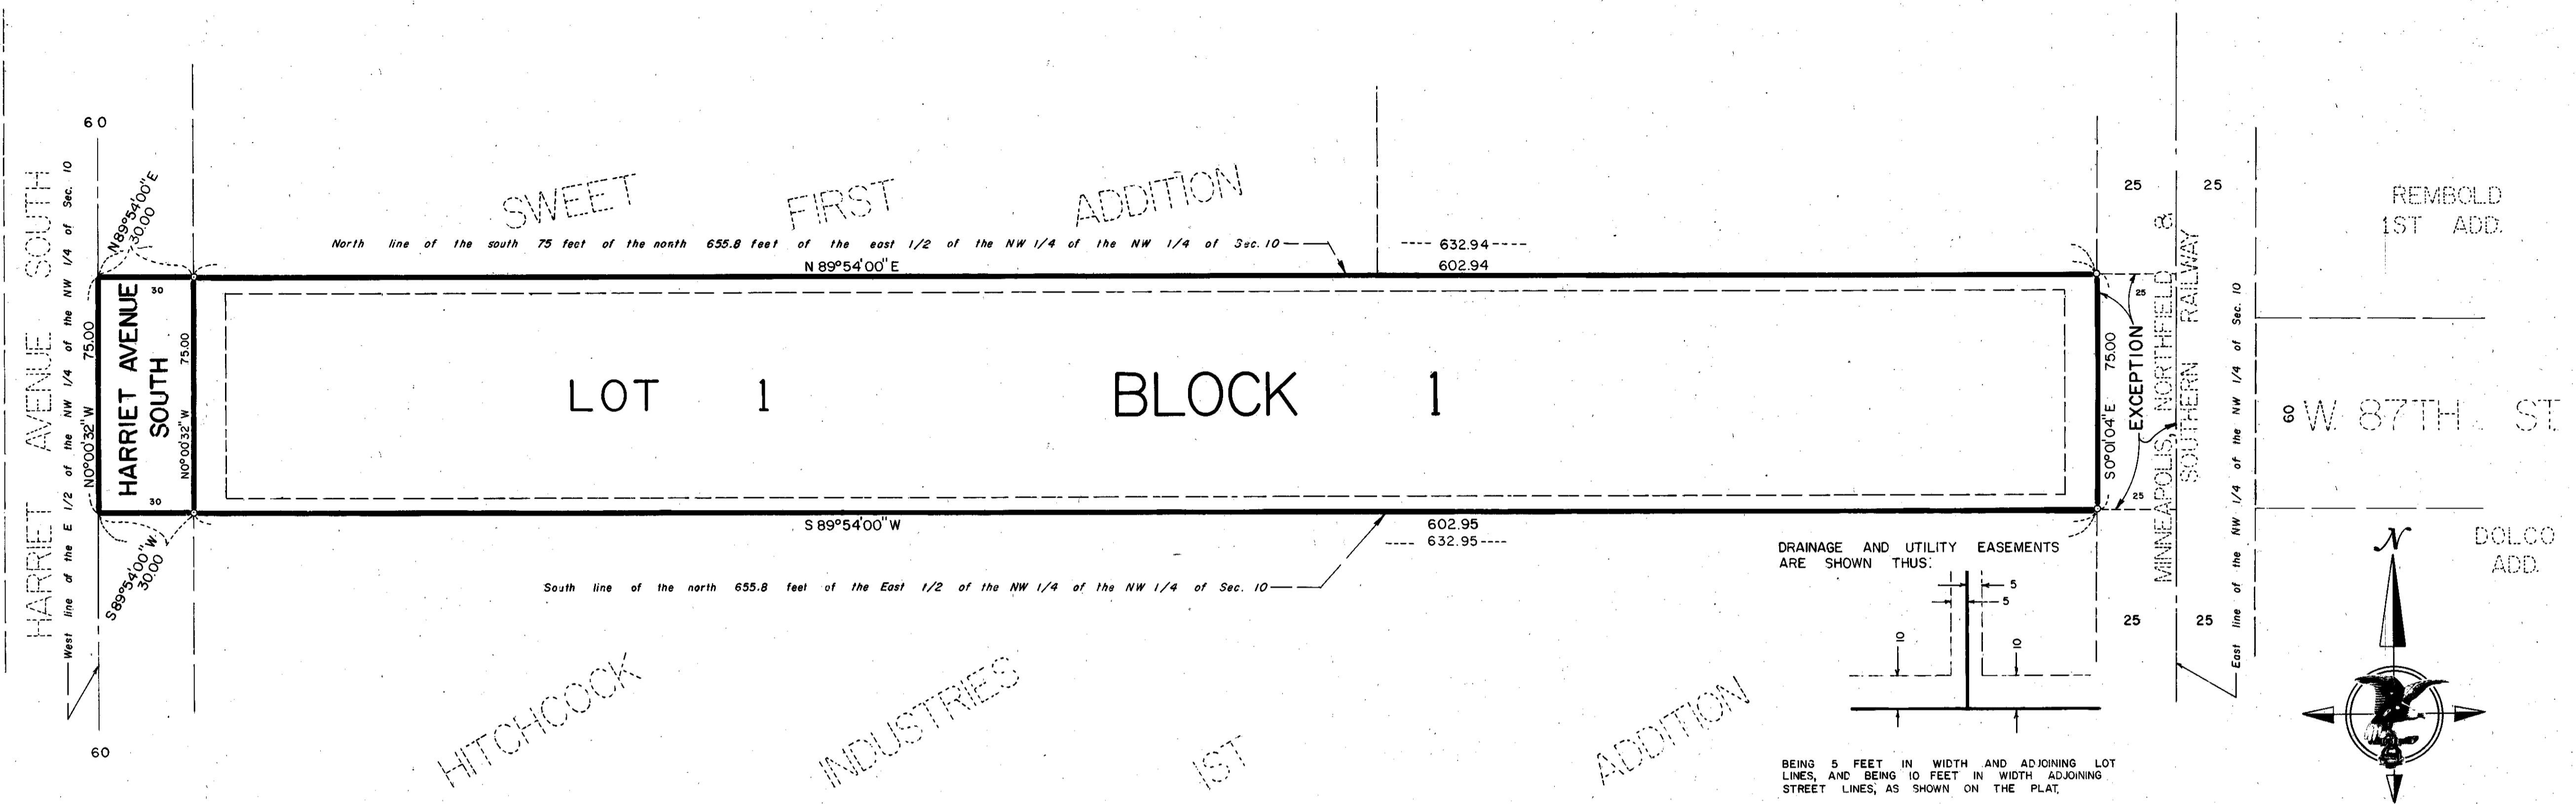 60
HARRIET AVENUE SOUTH
West line of the E 1/2 of the NW 1/4 of the NW 1/4 of Sec. 10
N89°54'00"E
30.00
SWEET FIRST ADDITION
North line of the south 75 feet of the north 655.8 feet of the east 1/2 of the NW 1/4 of the NW 1/4 of Sec. 10
N 89°54'00" E
---- 632.94 ----
602.94
25 25
REMBOLD
1ST ADD.
N0°00'32"W 75.00
HARRIET AVENUE
SOUTH
30
30
N0°00'32"W 75.00
LOT 1
BLOCK 1
S0°01'04"E 75.00
EXCEPTION
25
25
MINNEAPOLIS, NORTHFIELD &
SOUTHERN RAILWAY
East line of the NW 1/4 of the NW 1/4 of Sec. 10
60
W. 87TH ST.
S89°54'00"W
30.00
S 89°54'00" W
602.95
---- 632.95 ----
South line of the north 655.8 feet of the East 1/2 of the NW 1/4 of the NW 1/4 of Sec. 10
DRAINAGE AND UTILITY EASEMENTS
ARE SHOWN THUS:
5
5
10
10
25 25
N
DOLCO
ADD.
HITCHCOCK INDUSTRIES 1ST ADDITION
60
BEING 5 FEET IN WIDTH AND ADJOINING LOT
LINES, AND BEING 10 FEET IN WIDTH ADJOINING
STREET LINES, AS SHOWN ON THE PLAT.